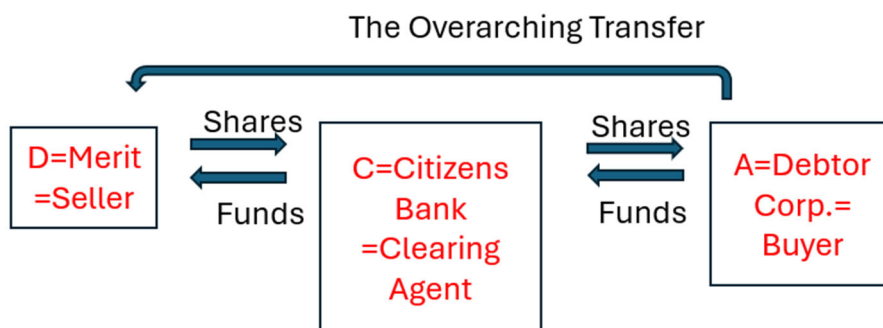 The Overarching Transfer
Shares
Shares
D=Merit
=Seller
C=Citizens
Bank
=Clearing
Agent
A=Debtor
Corp.=
Buyer
Funds
Funds